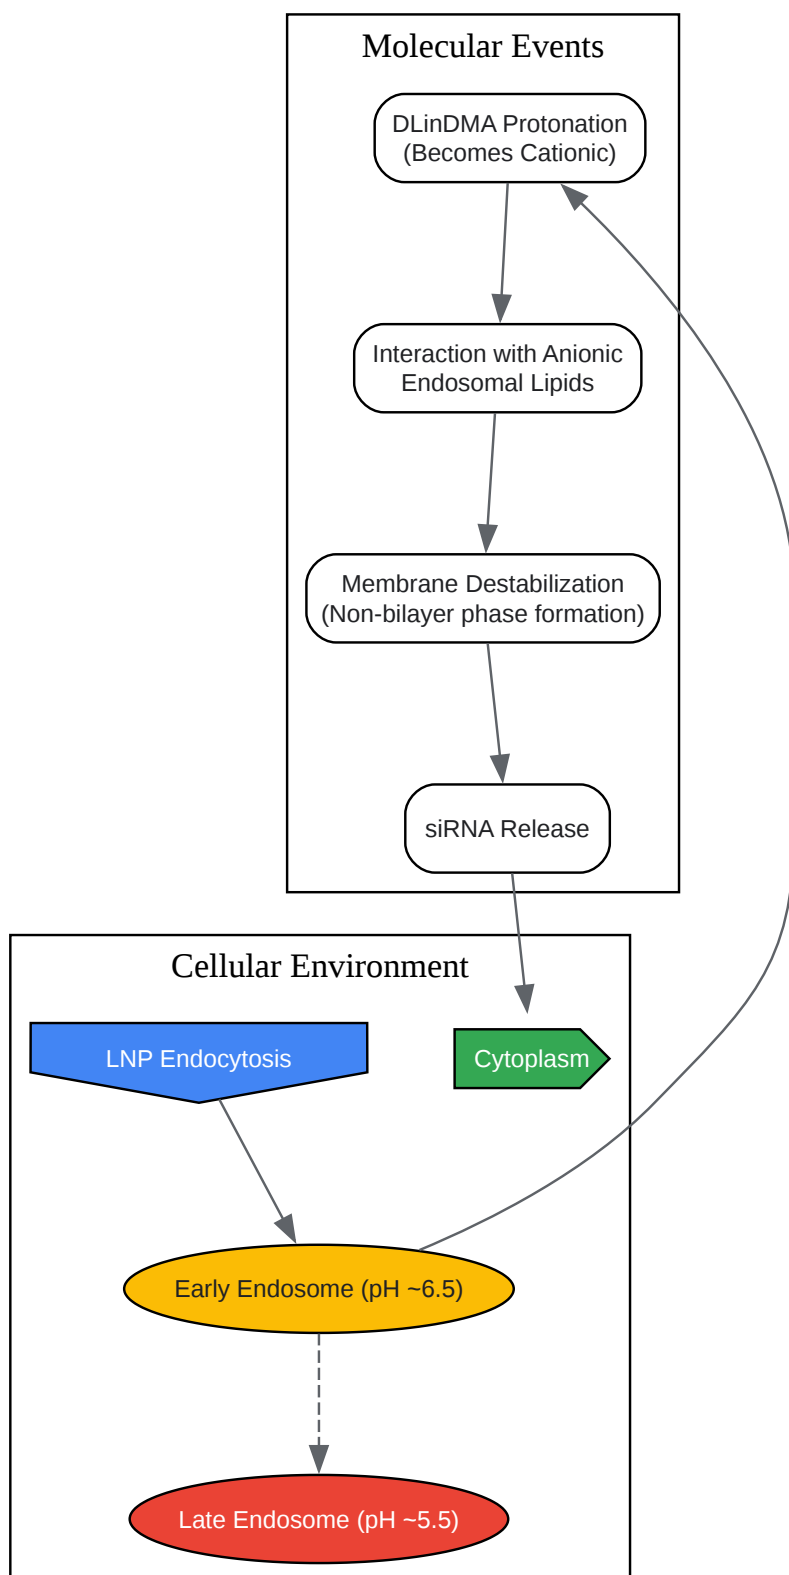 Molecular Events
DLinDMA Protonation
(Becomes Cationic)
Interaction with Anionic
Endosomal Lipids
Membrane Destabilization
(Non-bilayer phase formation)
siRNA Release
Cellular Environment
LNP Endocytosis
Cytoplasm
Early Endosome (pH ~6.5)
Late Endosome (pH ~5.5)